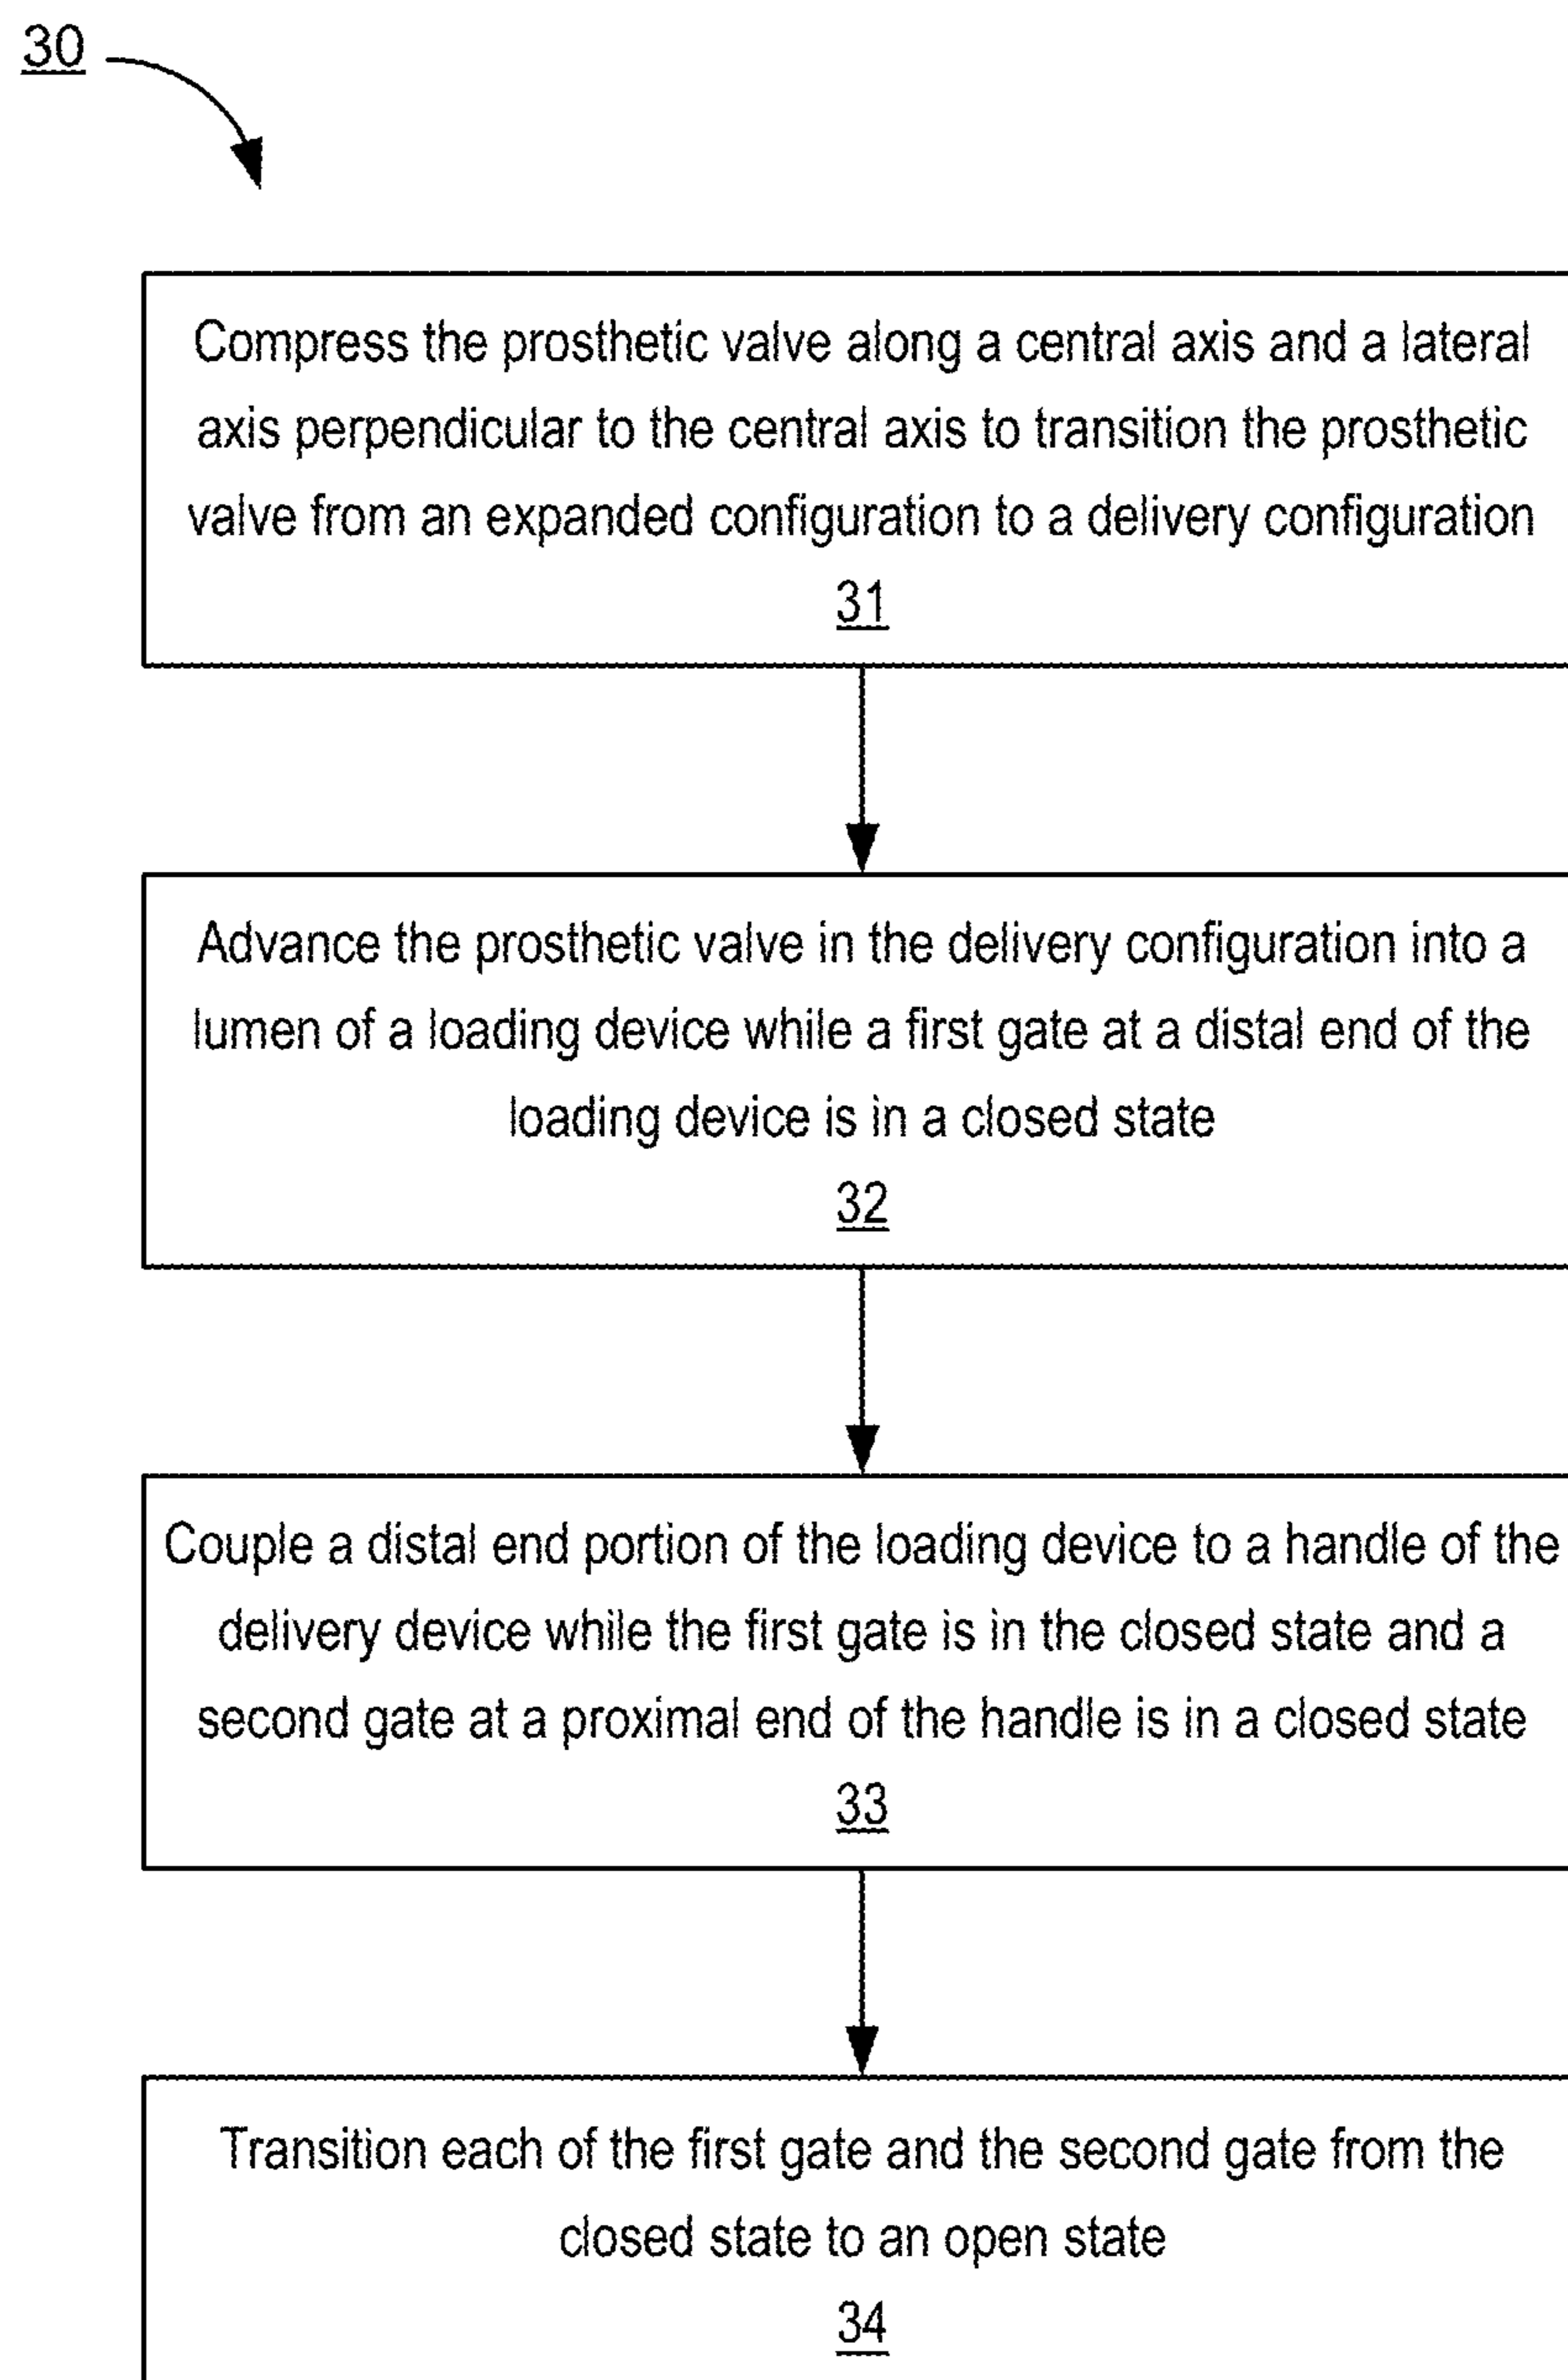 30
Compress the prosthetic valve along a central axis and a lateral
axis perpendicular to the central axis to transition the prosthetic
valve from an expanded configuration to a delivery configuration
31
Advance the prosthetic valve in the delivery configuration into a
lumen of a loading device while a first gate at a distal end of the
loading device is in a closed state
32
Couple a distal end portion of the loading device to a handle of the
delivery device while the first gate is in the closed state and a
second gate at a proximal end of the handle is in a closed state
33
Transition each of the first gate and the second gate from the
closed state to an open state
34